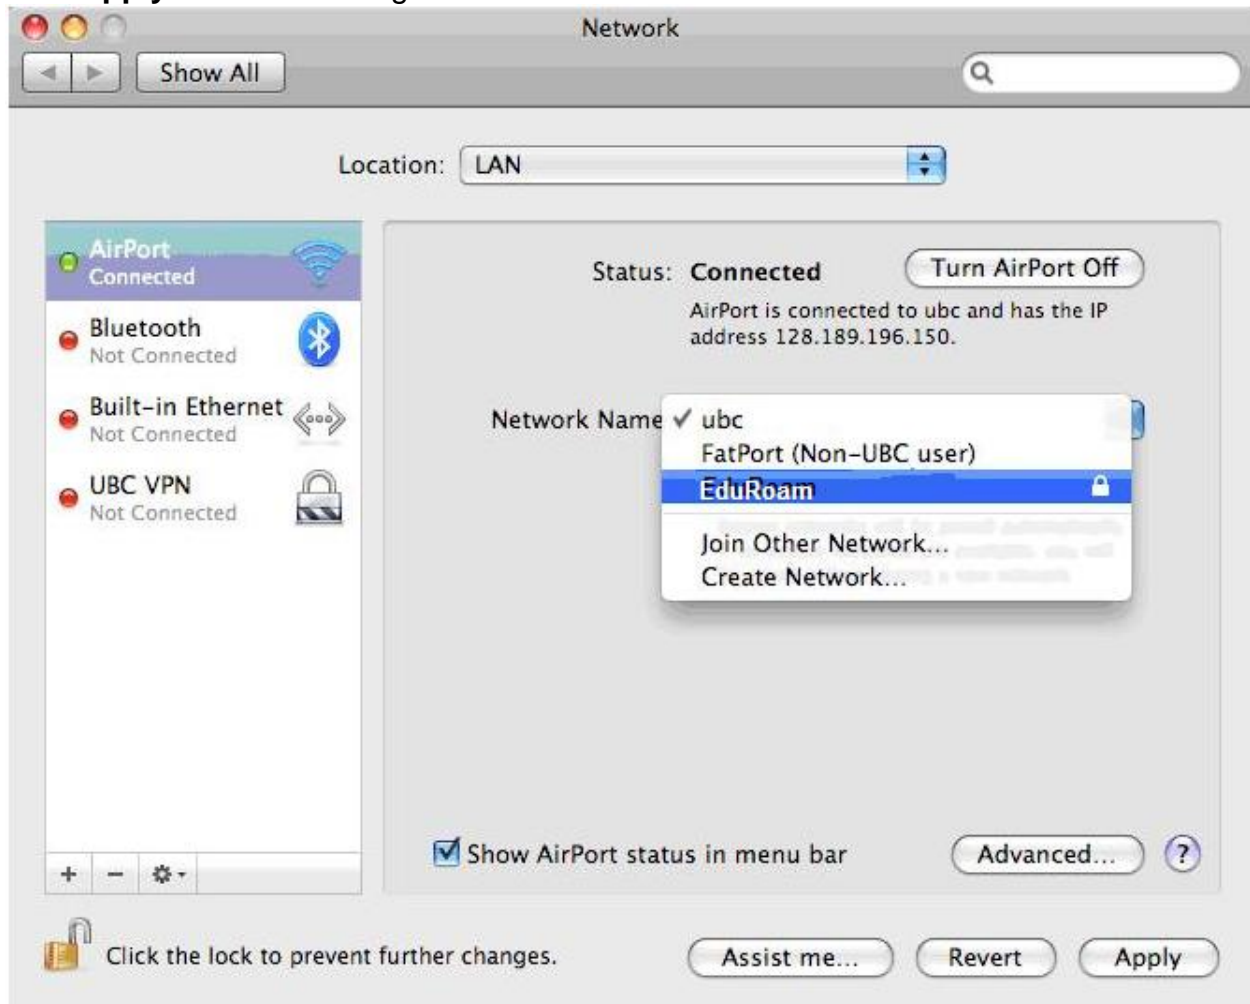 Network
Show All
Location: LAN
AirPort
Connected
Bluetooth
Not Connected
Built-in Ethernet
Not Connected
UBC VPN
Not Connected
Status: Connected
Turn AirPort Off
AirPort is connected to ubc and has the IP
address 128.189.196.150.
Network Name
✓ ubc
FatPort (Non-UBC user)
EduRoam
Join Other Network...
Create Network...
Show AirPort status in menu bar
Advanced... ?
+ -
Click the lock to prevent further changes.
Assist me... Revert Apply